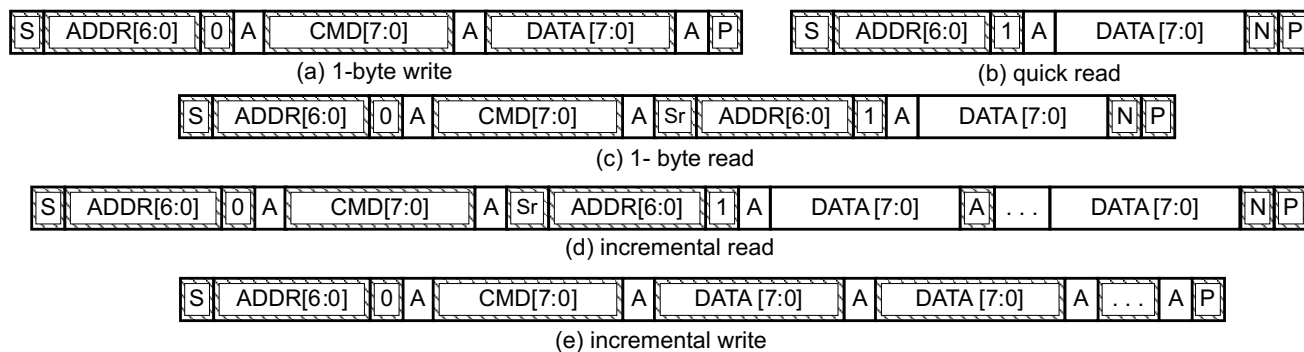 S ADDR[6:0] 0 A CMD[7:0] A DATA [7:0] A P
(a) 1-byte write
S ADDR[6:0] 1 A DATA [7:0] N P
(b) quick read
S ADDR[6:0] 0 A CMD[7:0] A Sr ADDR[6:0] 1 A DATA [7:0] N P
(c) 1- byte read
S ADDR[6:0] 0 A CMD[7:0] A Sr ADDR[6:0] 1 A DATA [7:0] A . . . DATA [7:0] N P
(d) incremental read
S ADDR[6:0] 0 A CMD[7:0] A DATA [7:0] A DATA [7:0] A . . . A P
(e) incremental write